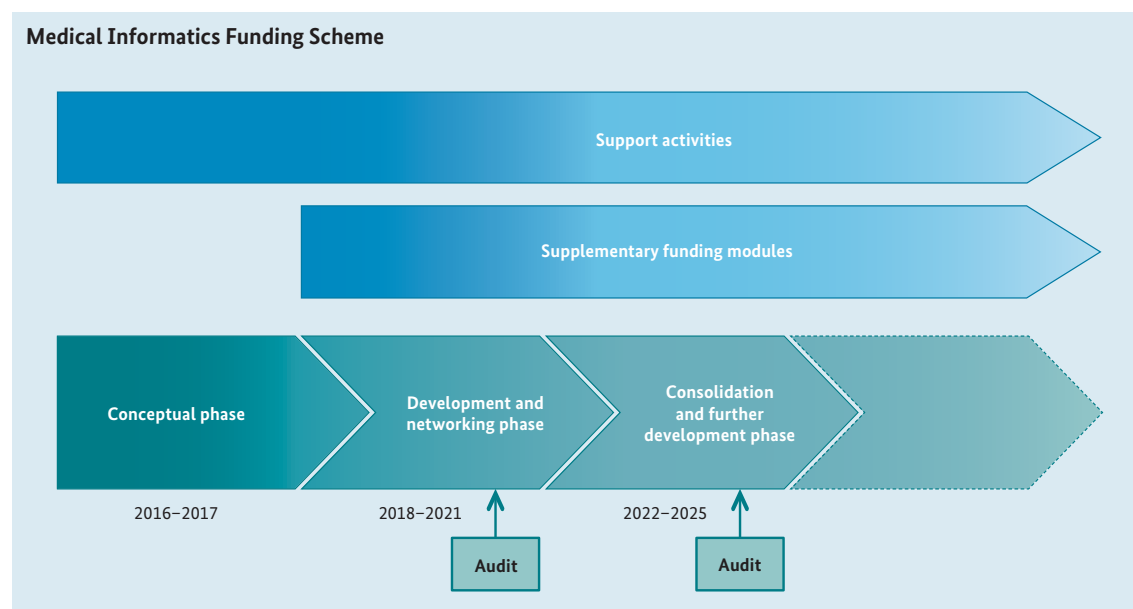 Medical Informatics Funding Scheme
Support activities
Supplementary funding modules
Conceptual phase
Development and
networking phase
Consolidation
and further
development phase
2016–2017
2018–2021
2022–2025
Audit
Audit